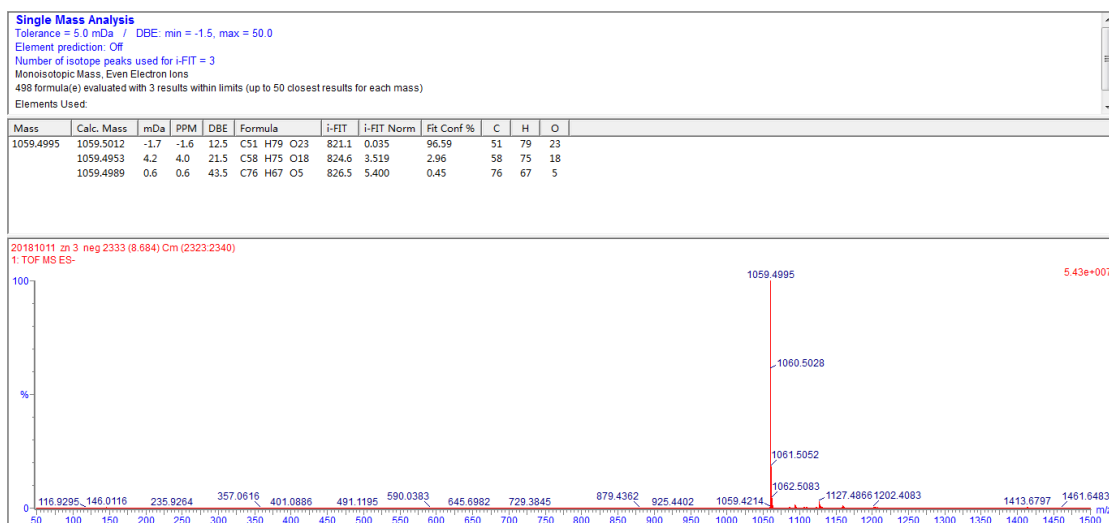 Single Mass Analysis
Tolerance = 5.0 mDa / DBE: min = -1.5, max = 50.0
Element prediction: Off
Number of isotope peaks used for i-FIT = 3
Monoisotopic Mass, Even Electron Ions
498 formula(e) evaluated with 3 results within limits (up to 50 closest results for each mass)
Elements Used:
Mass Calc. Mass mDa PPM DBE Formula i-FIT i-FIT Norm Fit Conf % C H O
1059.4995 1059.5012 -1.7 -1.6 12.5 C51 H79 O23 821.1 0.035 96.59 51 79 23
1059.4953 4.2 4.0 21.5 C58 H75 O18 824.6 3.519 2.96 58 75 18
1059.4989 0.6 0.6 43.5 C76 H67 O5 826.5 5.400 0.45 76 67 5
20181011 zn 3 neg 2333 (8.684) Cm (2323:2340)
1: TOF MS ES-
5.43e+007
1059.4995
100
1060.5028
%
1061.5052
1062.5083
116.9295 146.0116 235.9264 357.0616 401.0886 491.1195 590.0383 645.6982 729.3845 879.4362 925.4402 1059.4214 1127.4866 1202.4083 1413.6797 1461.6483
0
m/z
50 100 150 200 250 300 350 400 450 500 550 600 650 700 750 800 850 900 950 1000 1050 1100 1150 1200 1250 1300 1350 1400 1450 1500